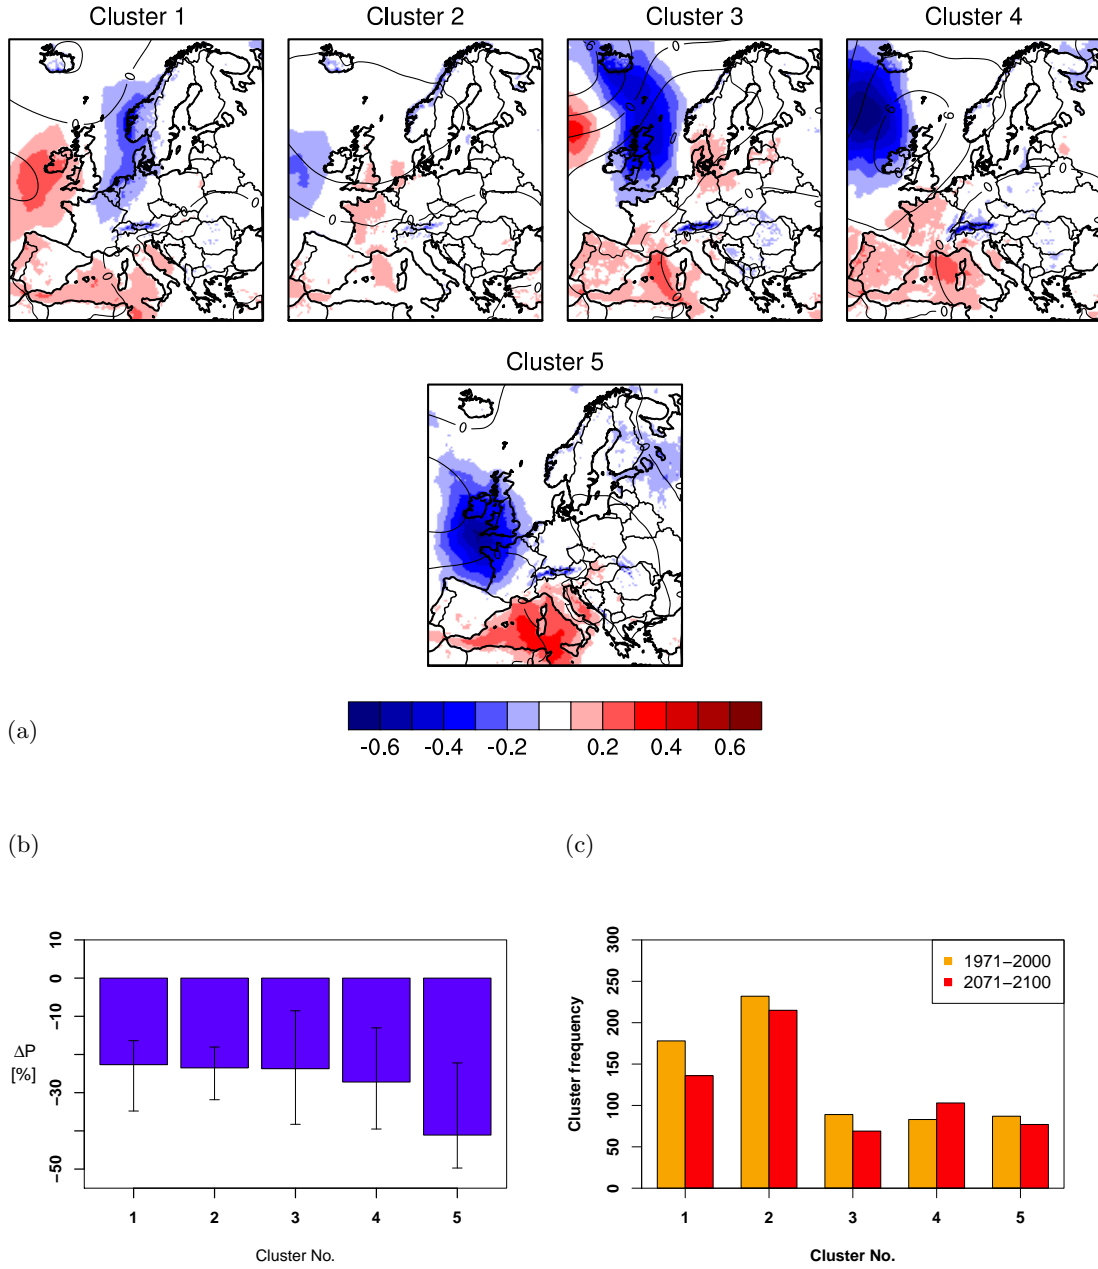 Cluster 1
Cluster 2
Cluster 3
Cluster 4
Cluster 5
(a)
-0.6 -0.4 -0.2 0.2 0.4 0.6
(b)
(c)
10
0
−10
−30
−50
ΔP
[%]
1 2 3 4 5
Cluster No.
300
250
200
150
100
50
0
Cluster frequency
1971−2000
2071−2100
1 2 3 4 5
Cluster No.